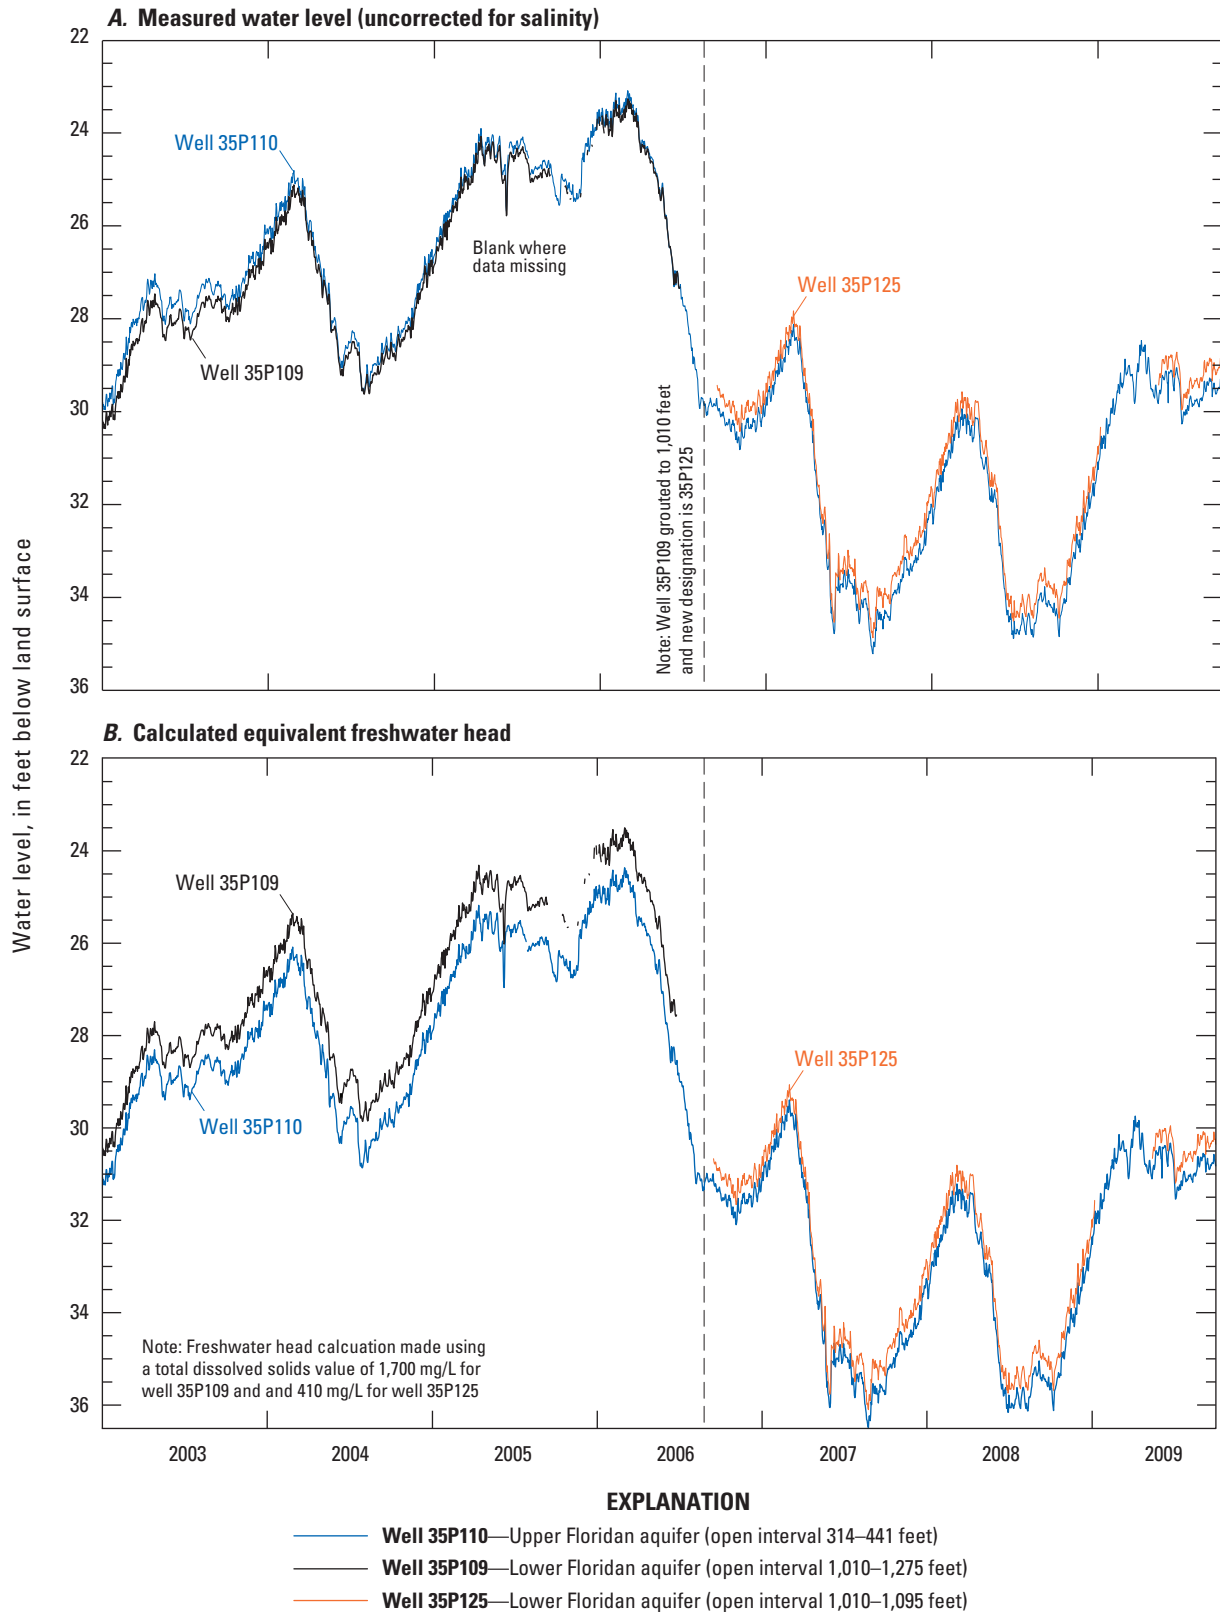 A. Measured water level (uncorrected for salinity)
22
24
26
28
30
32
34
36
Well 35P110
Well 35P109
Blank where
data missing
Note: Well 35P109 grouted to 1,010 feet
and new designation is 35P125
Well 35P125
Water level, in feet below land surface
B. Calculated equivalent freshwater head
22
24
26
28
30
32
34
36
Well 35P109
Well 35P110
Well 35P125
Note: Freshwater head calcuation made using
a total dissolved solids value of 1,700 mg/L for
well 35P109 and and 410 mg/L for well 35P125
2003 2004 2005 2006 2007 2008 2009
EXPLANATION
Well 35P110—Upper Floridan aquifer (open interval 314–441 feet)
Well 35P109—Lower Floridan aquifer (open interval 1,010–1,275 feet)
Well 35P125—Lower Floridan aquifer (open interval 1,010–1,095 feet)